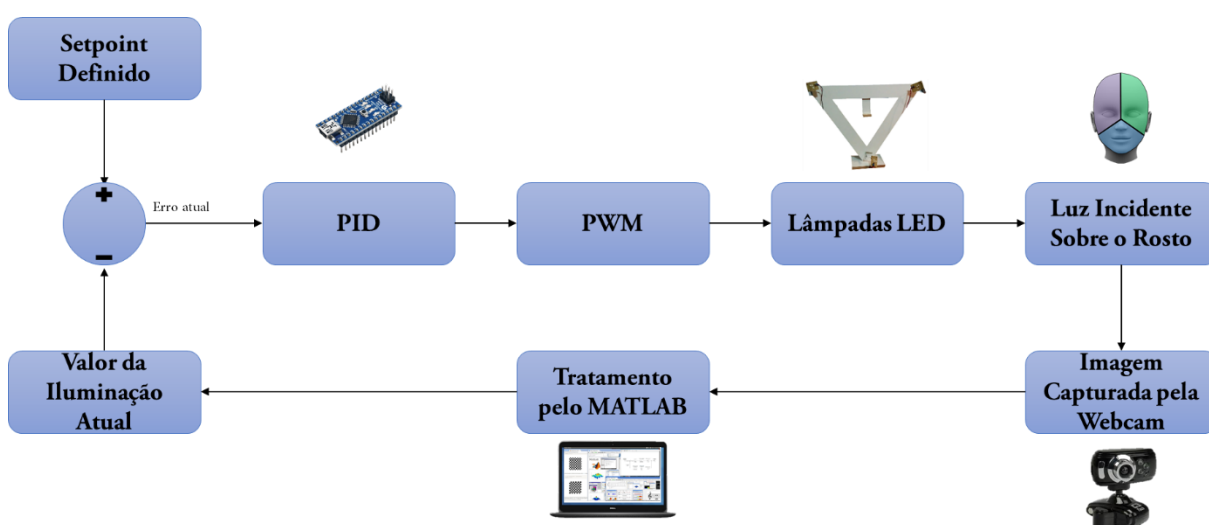 Setpoint
Definido
+
Erro atual
PID
PWM
Lâmpadas LED
Luz Incidente
Sobre o Rosto
−
Valor da
Iluminação
Atual
Tratamento
pelo MATLAB
Imagem
Capturada pela
Webcam